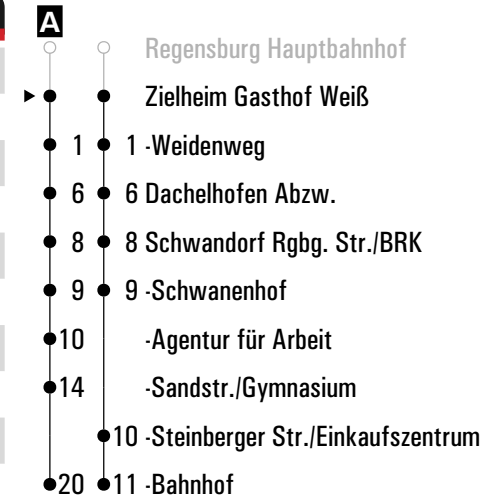 A
Regensburg Hauptbahnhof
Zielheim Gasthof Weiß
1 1 -Weidenweg
6 6 Dachelhofen Abzw.
8 8 Schwandorf Rgbg. Str./BRK
9 9 -Schwanenhof
10 -Agentur für Arbeit
14 -Sandstr./Gymnasium
10 -Steinberger Str./Einkaufszentrum
20 11 -Bahnhof